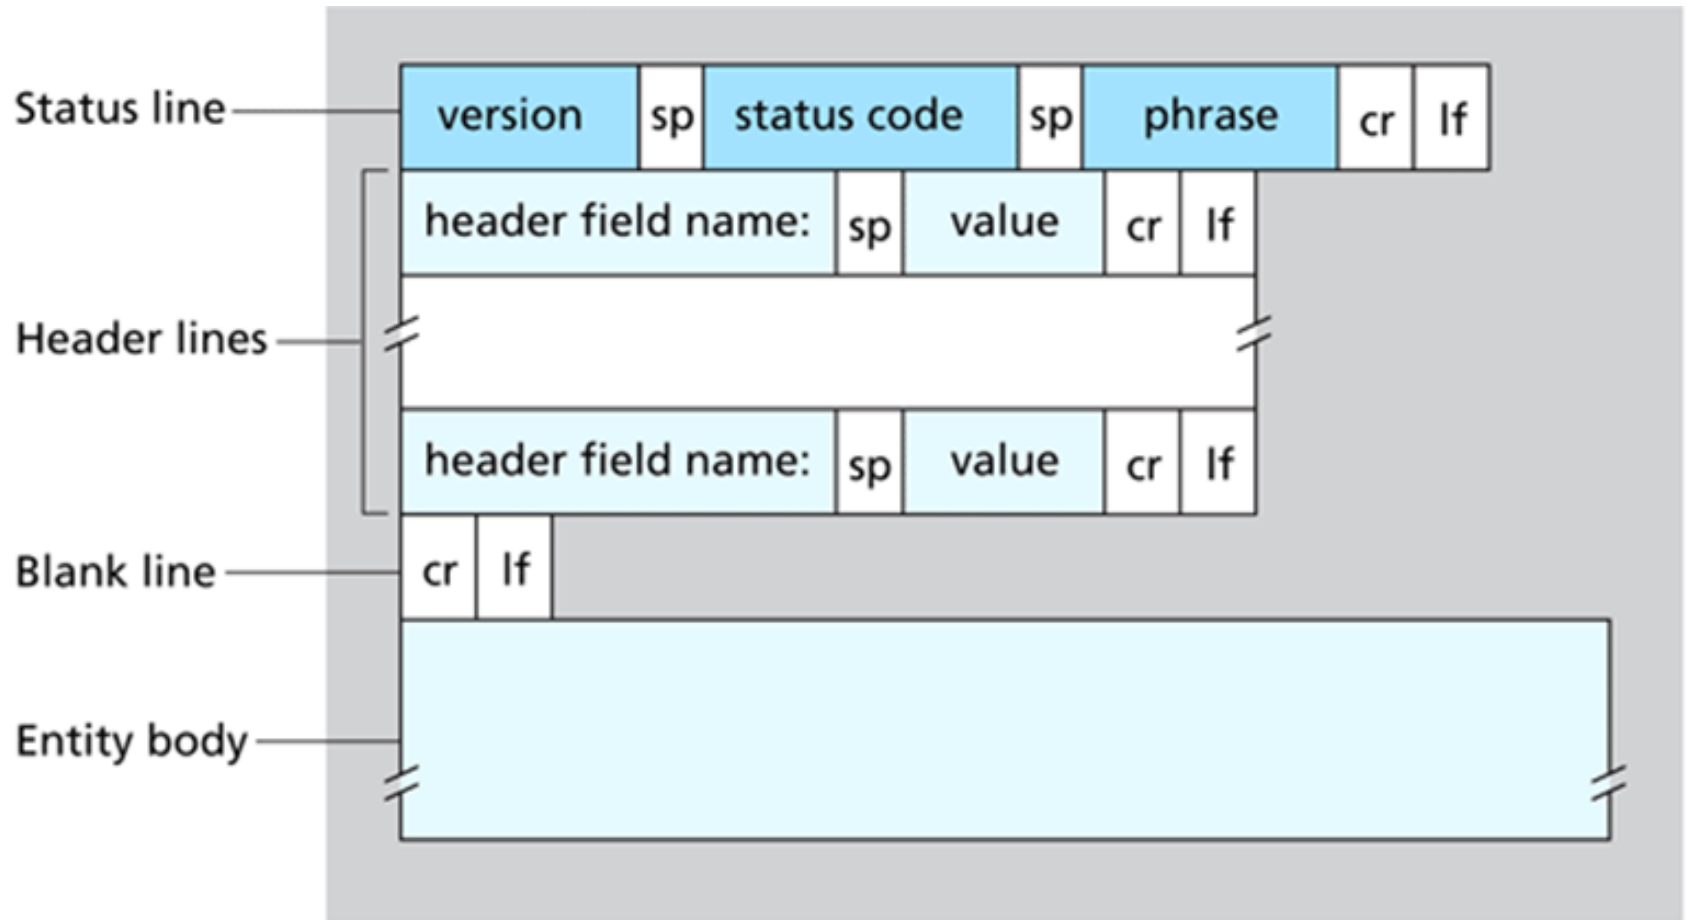 Status line
version sp status code sp phrase cr lf
header field name: sp value cr lf
Header lines
header field name: sp value cr lf
Blank line
cr lf
Entity body